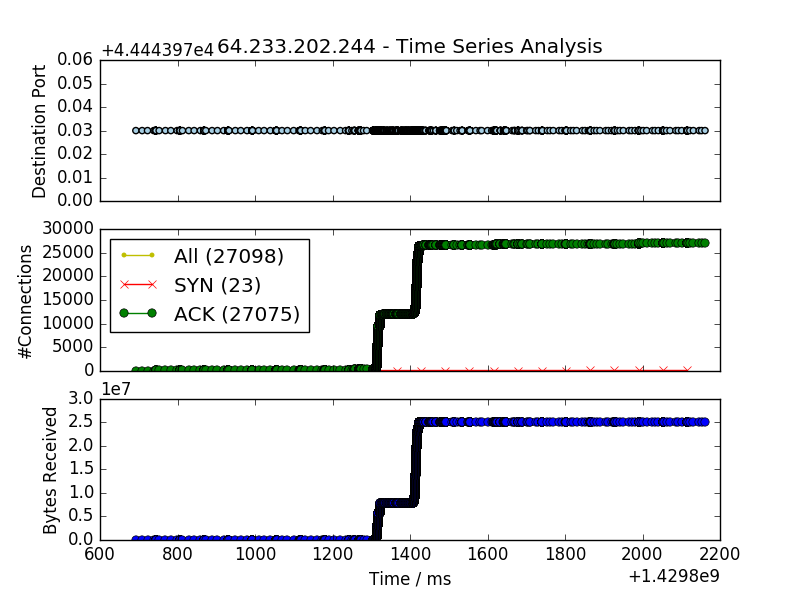 +4.444397e4 64.233.202.244 - Time Series Analysis
0.06
0.05
0.04
0.03
0.02
0.01
0.00
Destination Port
30000
25000
20000
15000
10000
5000
0
#Connections
All (27098)
SYN (23)
ACK (27075)
1e7
3.0
2.5
2.0
1.5
1.0
0.5
0.0
Bytes Received
600 800 1000 1200 1400 1600 1800 2000 2200
Time / ms
+1.4298e9